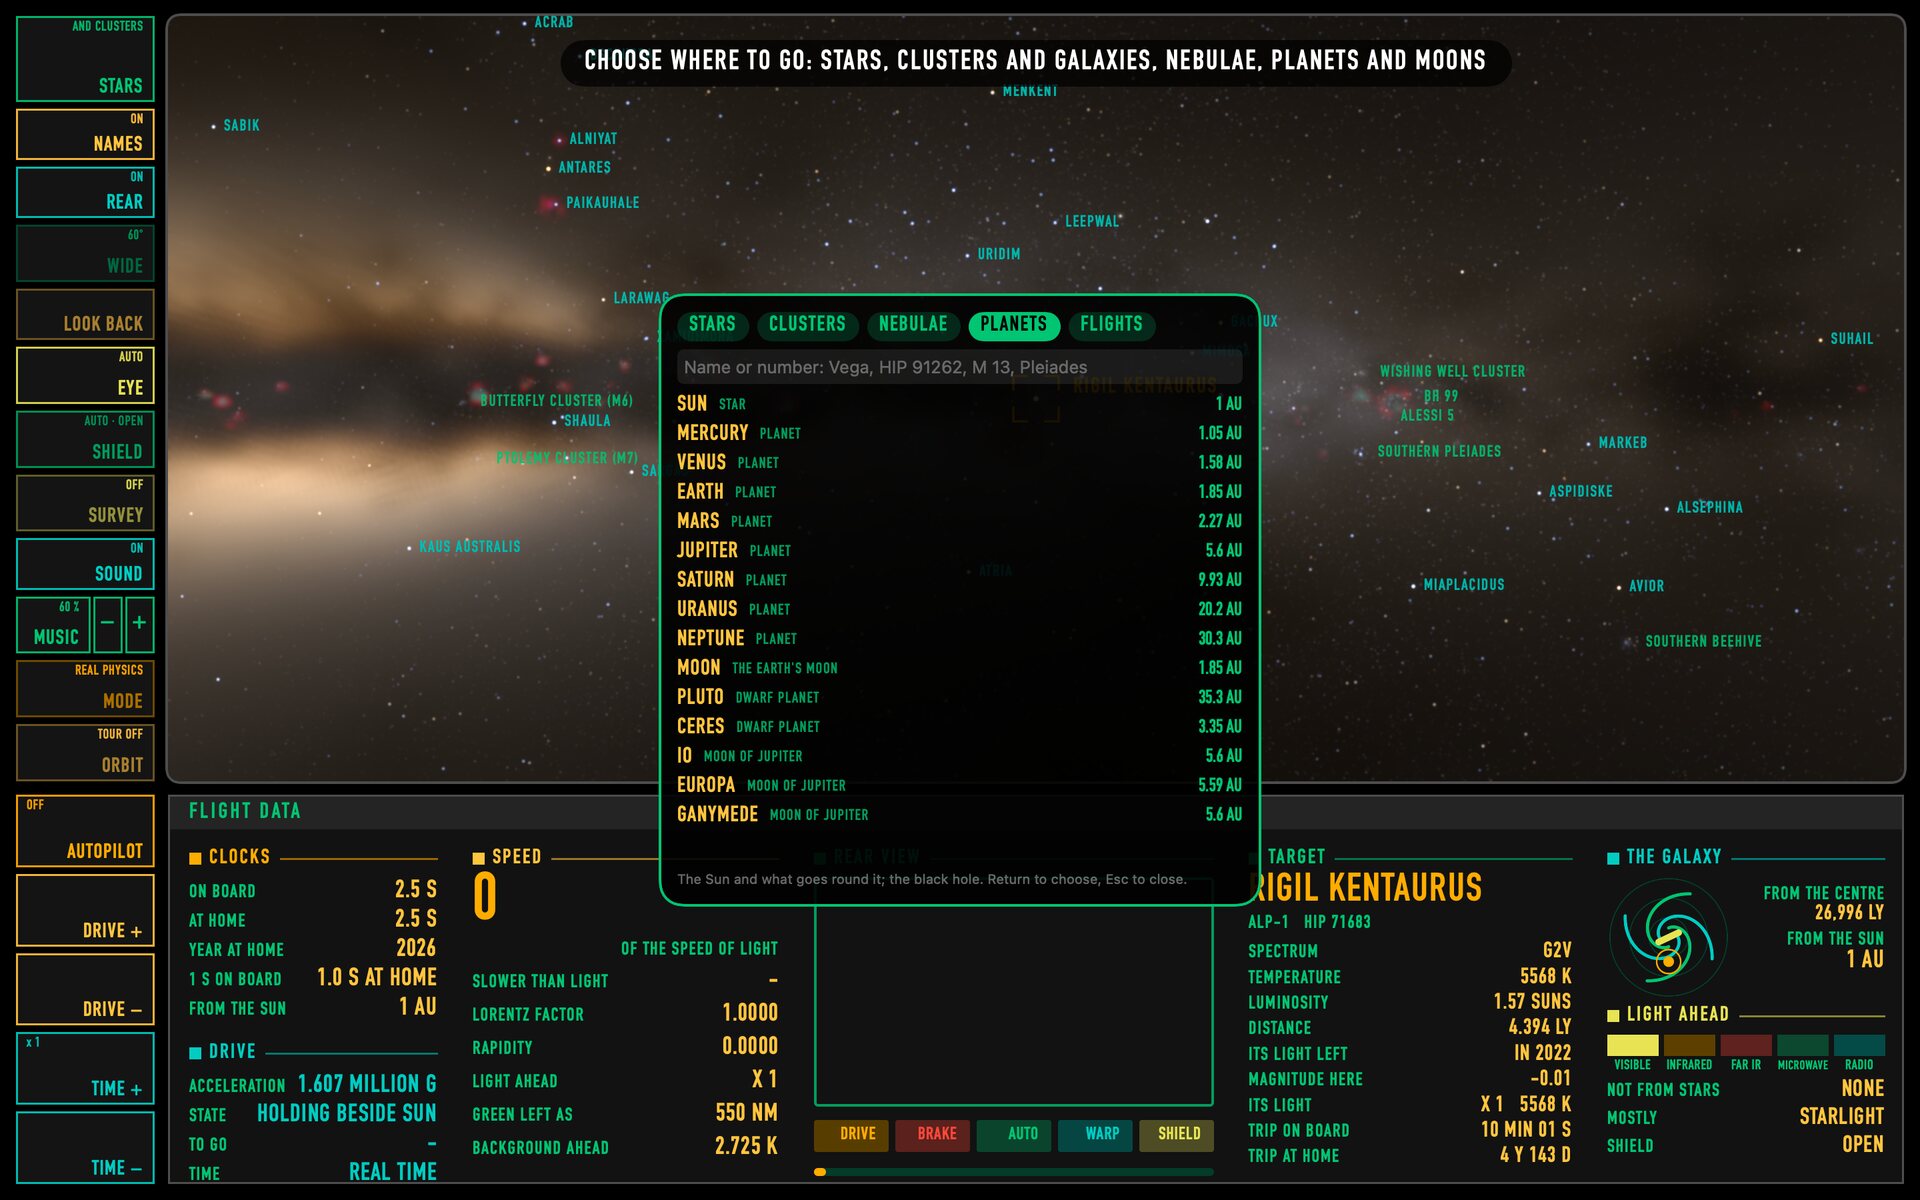 AND CLUSTERS
STARS
ON
NAMES
ON
REAR
60°
WIDE
LOOK BACK
AUTO
EYE
AUTO · OPEN
SHIELD
OFF
SURVEY
ON
SOUND
60 %
MUSIC − +
REAL PHYSICS
MODE
TOUR OFF
ORBIT
OFF
AUTOPILOT
DRIVE +
DRIVE −
x 1
TIME +
TIME −
ACRAB
CHOOSE WHERE TO GO: STARS, CLUSTERS AND GALAXIES, NEBULAE, PLANETS AND MOONS
MENKENT
SABIK
ALNIYAT
ANTARES
PAIKAUHALE
LEEPWAL
URIDIM
LARAWAG
SUHAIL
WISHING WELL CLUSTER
BH 99
ALESSI 5
BUTTERFLY CLUSTER (M6)
SHAULA
PTOLEMY CLUSTER (M7)
MARKEB
SOUTHERN PLEIADES
ASPIDISKE
ALSEPHINA
KAUS AUSTRALIS
ATRIA
MIAPLACIDUS
AVIOR
SOUTHERN BEEHIVE
STARS CLUSTERS NEBULAE PLANETS FLIGHTS
Name or number: Vega, HIP 91262, M 13, Pleiades
RIGIL KENTAURUS
SUN STAR 1 AU
MERCURY PLANET 1.05 AU
VENUS PLANET 1.58 AU
EARTH PLANET 1.85 AU
MARS PLANET 2.27 AU
JUPITER PLANET 5.6 AU
SATURN PLANET 9.93 AU
URANUS PLANET 20.2 AU
NEPTUNE PLANET 30.3 AU
MOON THE EARTH'S MOON 1.85 AU
PLUTO DWARF PLANET 35.3 AU
CERES DWARF PLANET 3.35 AU
IO MOON OF JUPITER 5.6 AU
EUROPA MOON OF JUPITER 5.59 AU
GANYMEDE MOON OF JUPITER 5.6 AU
The Sun and what goes round it; the black hole. Return to choose, Esc to close.
FLIGHT DATA
CLOCKS
ON BOARD 2.5 S
AT HOME 2.5 S
YEAR AT HOME 2026
1 S ON BOARD 1.0 S AT HOME
FROM THE SUN 1 AU
DRIVE
ACCELERATION 1.607 MILLION G
STATE HOLDING BESIDE SUN
TO GO –
TIME REAL TIME
SPEED
0
OF THE SPEED OF LIGHT
SLOWER THAN LIGHT –
LORENTZ FACTOR 1.0000
RAPIDITY 0.0000
LIGHT AHEAD X 1
GREEN LEFT AS 550 NM
BACKGROUND AHEAD 2.725 K
REAR VIEW
DRIVE BRAKE AUTO WARP SHIELD
TARGET
RIGIL KENTAURUS
ALP-1 HIP 71683
SPECTRUM G2V
TEMPERATURE 5568 K
LUMINOSITY 1.57 SUNS
DISTANCE 4.394 LY
ITS LIGHT LEFT IN 2022
MAGNITUDE HERE −0.01
ITS LIGHT X 1 5568 K
TRIP ON BOARD 10 MIN 01 S
TRIP AT HOME 4 Y 143 D
THE GALAXY
FROM THE CENTRE
26,996 LY
FROM THE SUN
1 AU
LIGHT AHEAD
VISIBLE INFRARED FAR IR MICROWAVE RADIO
NOT FROM STARS NONE
MOSTLY STARLIGHT
SHIELD OPEN